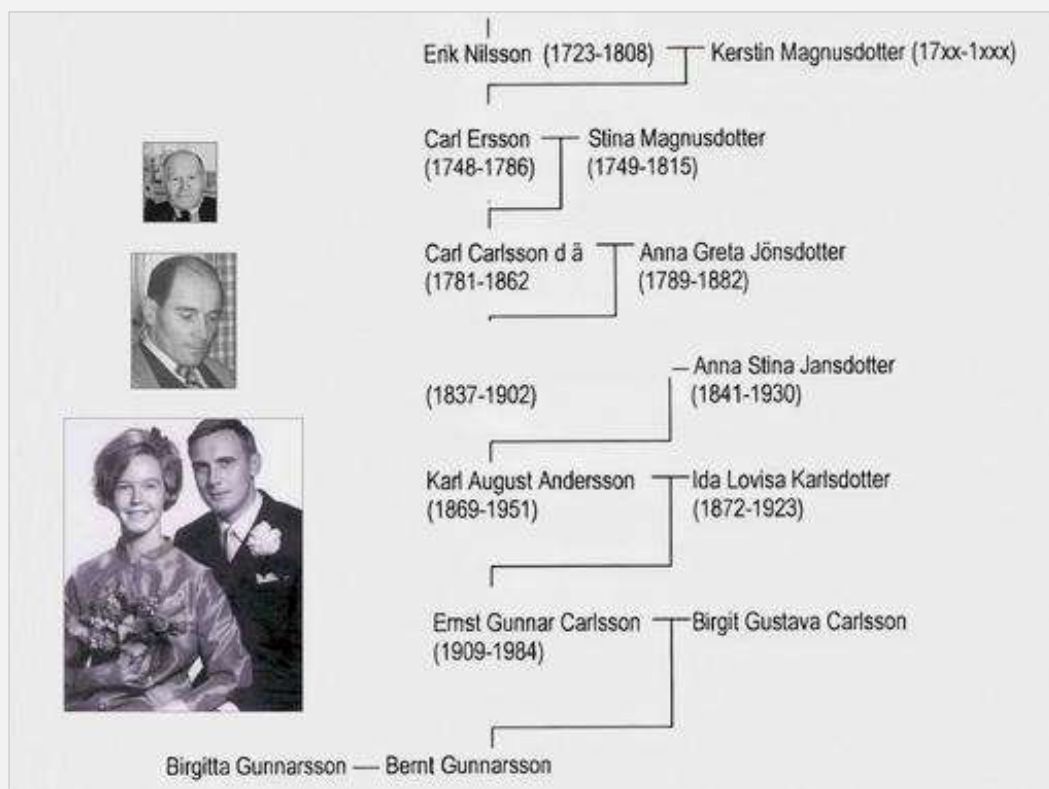 Erik Nilsson (1723-1808) Kerstin Magnusdotter (17xx-1xxx)
Carl Ersson Stina Magnusdotter
(1748-1786) (1749-1815)
Carl Carlsson d ä Anna Greta Jönsdotter
(1781-1862 (1789-1882)
Anna Stina Jansdotter
(1837-1902) (1841-1930)
Karl August Andersson Ida Lovisa Karlsdotter
(1869-1951) (1872-1923)
Ernst Gunnar Carlsson Birgit Gustava Carlsson
(1909-1984)
Birgitta Gunnarsson — Bernt Gunnarsson